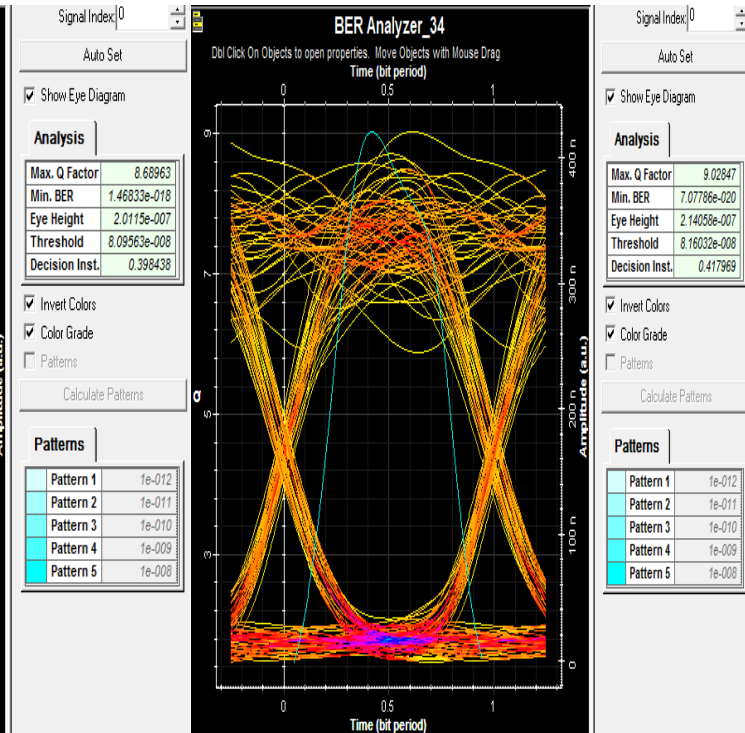 Signal Index: 0
Auto Set
Show Eye Diagram
Analysis
Max. Q Factor 8.68963
Min. BER 1.46833e-018
Eye Height 2.0115e-007
Threshold 8.09563e-008
Decision Inst. 0.398438
Invert Colors
Color Grade
Patterns
Calculate Patterns
Patterns
Pattern 1 1e-012
Pattern 2 1e-011
Pattern 3 1e-010
Pattern 4 1e-009
Pattern 5 1e-008
BER Analyzer_34
Dbl Click On Objects to open properties. Move Objects with Mouse Drag
Time (bit period)
0 0.5 1
9
7
5
3
Q
400 n
300 n
200 n
100 n
0
Amplitude (a.u.)
0 0.5 1
Time (bit period)
Signal Index: 0
Auto Set
Show Eye Diagram
Analysis
Max. Q Factor 9.02847
Min. BER 7.07786e-020
Eye Height 2.14058e-007
Threshold 8.16032e-008
Decision Inst. 0.417969
Invert Colors
Color Grade
Patterns
Calculate Patterns
Patterns
Pattern 1 1e-012
Pattern 2 1e-011
Pattern 3 1e-010
Pattern 4 1e-009
Pattern 5 1e-008